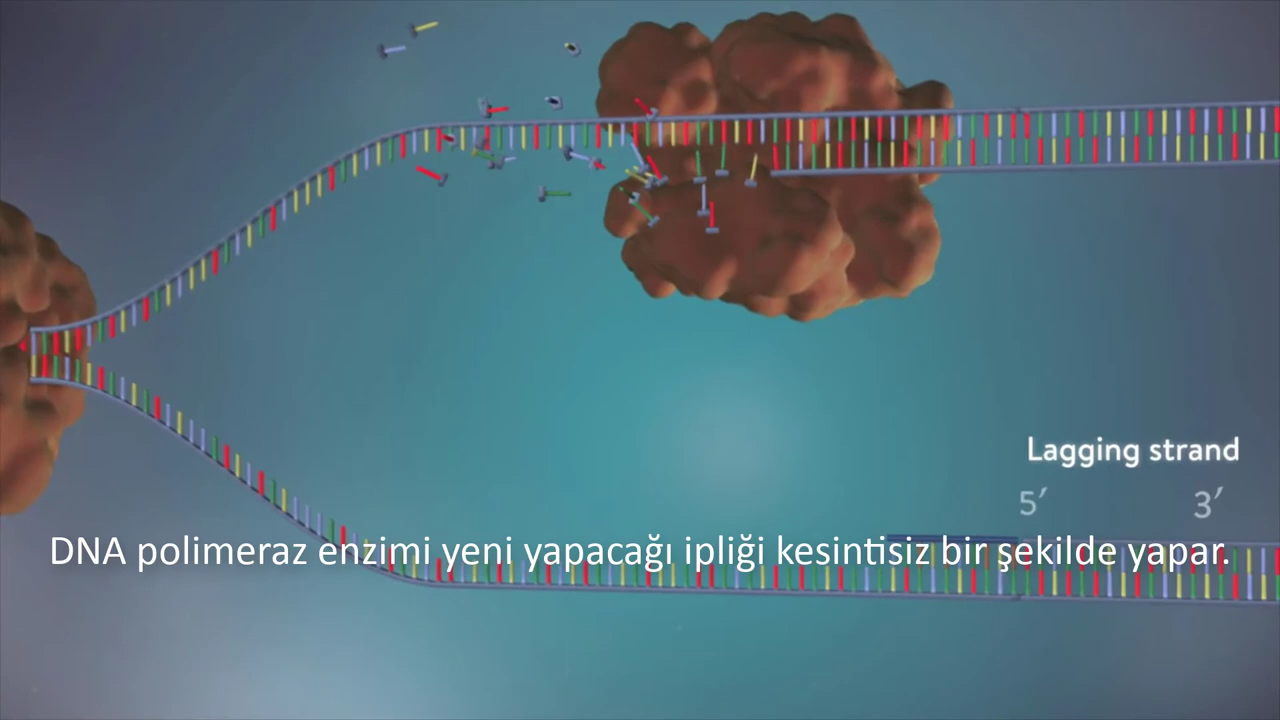 Lagging strand
5′ 3′
DNA polimeraz enzimi yeni yapacağı ipliği kesintisiz bir şekilde yapar.